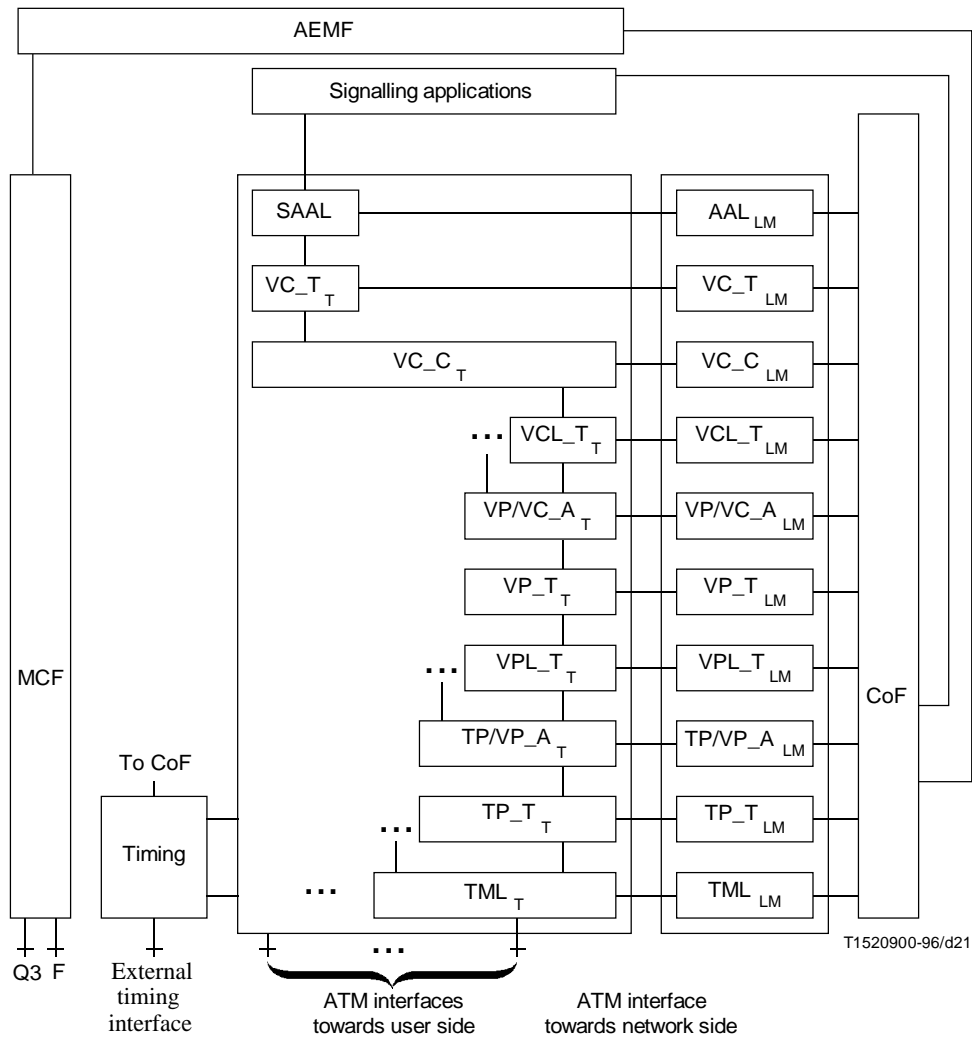 AEMF
Signalling applications
SAAL
AAL LM
VC_T T
VC_T LM
VC_C T
VC_C LM
... VCL_T T
VCL_T LM
VP/VC_A T
VP/VC_A LM
VP_T T
VP_T LM
... VPL_T T
VPL_T LM
MCF
CoF
TP/VP_A T
TP/VP_A LM
To CoF
... TP_T T
TP_T LM
Timing
... TML T
TML LM
T1520900-96/d21
...
Q3 F
External
timing
interface
ATM interfaces
towards user side
ATM interface
towards network side